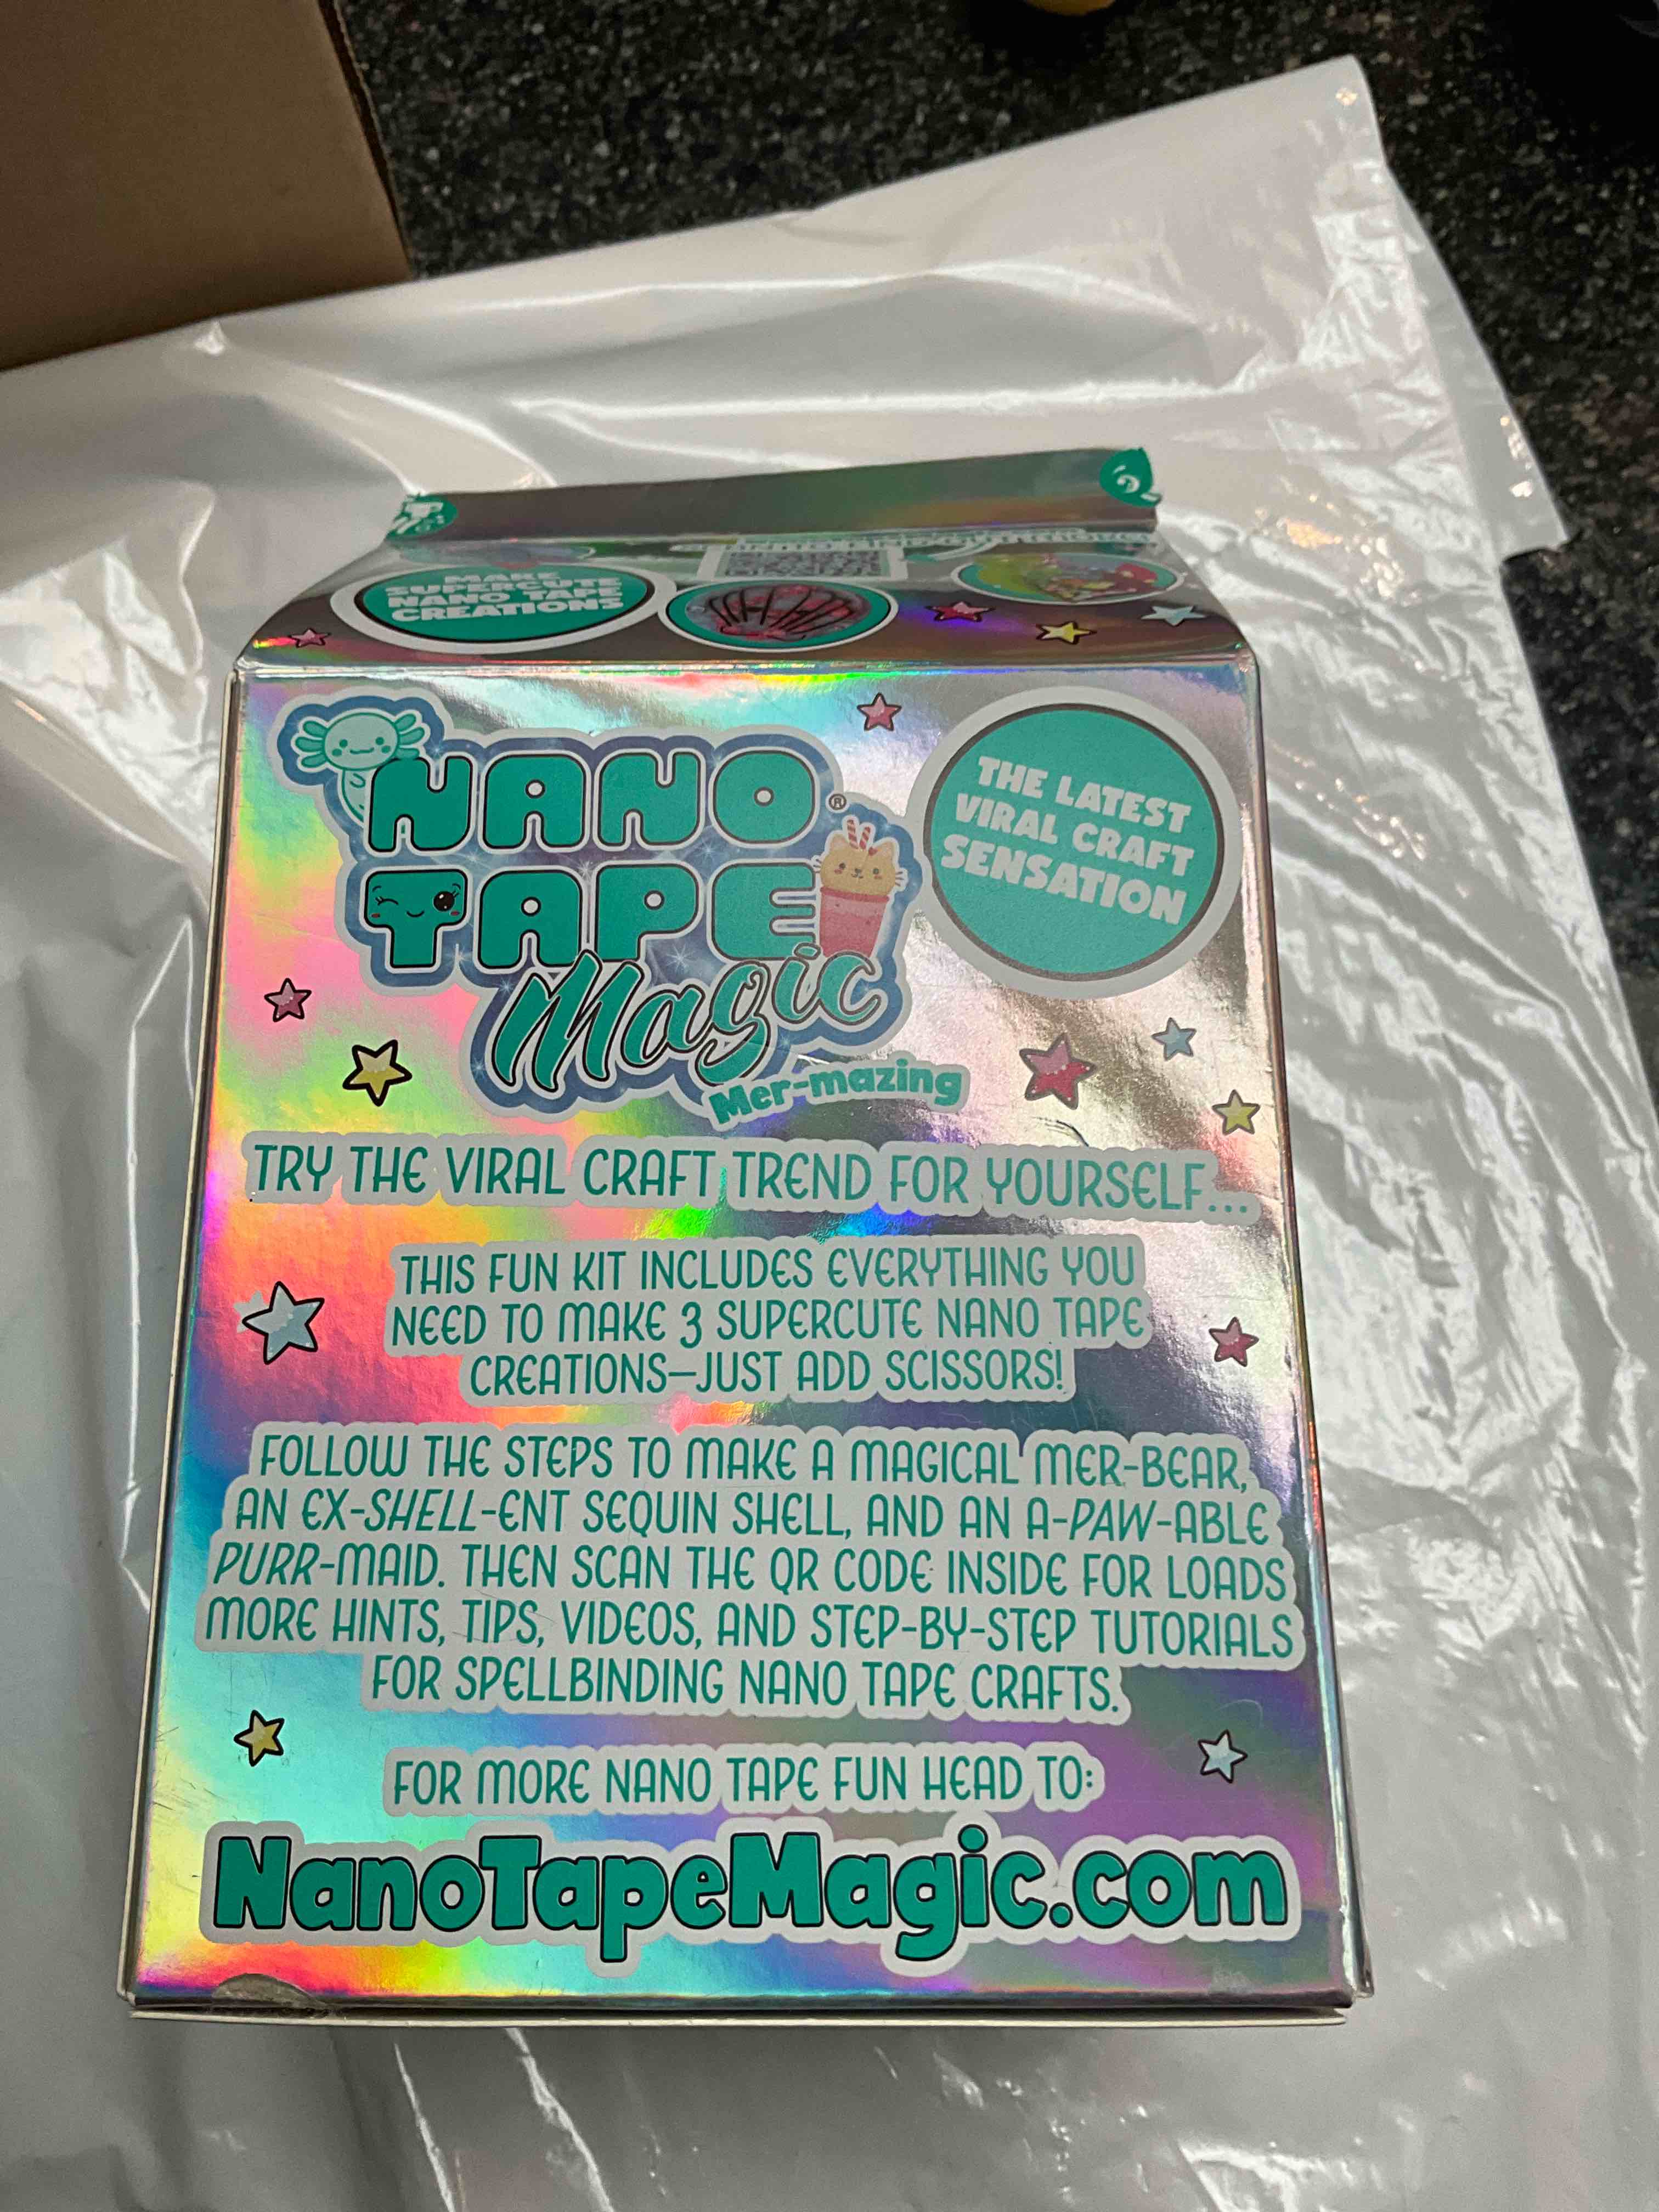 MAKE
SUPERCUTE
NANO TAPE
CREATIONS
NANO®
TAPE
Magic
Mer-mazing
THE LATEST
VIRAL CRAFT
SENSATION
TRY THE VIRAL CRAFT TREND FOR YOURSELF...
THIS FUN KIT INCLUDES EVERYTHING YOU
NEED TO MAKE 3 SUPERCUTE NANO TAPE
CREATIONS—JUST ADD SCISSORS!
FOLLOW THE STEPS TO MAKE A MAGICAL MER-BEAR,
AN EX-SHELL-ENT SEQUIN SHELL, AND AN A-PAW-ABLE
PURR-MAID. THEN SCAN THE QR CODE INSIDE FOR LOADS
MORE HINTS, TIPS, VIDEOS, AND STEP-BY-STEP TUTORIALS
FOR SPELLBINDING NANO TAPE CRAFTS.
FOR MORE NANO TAPE FUN HEAD TO:
NanoTapeMagic.com